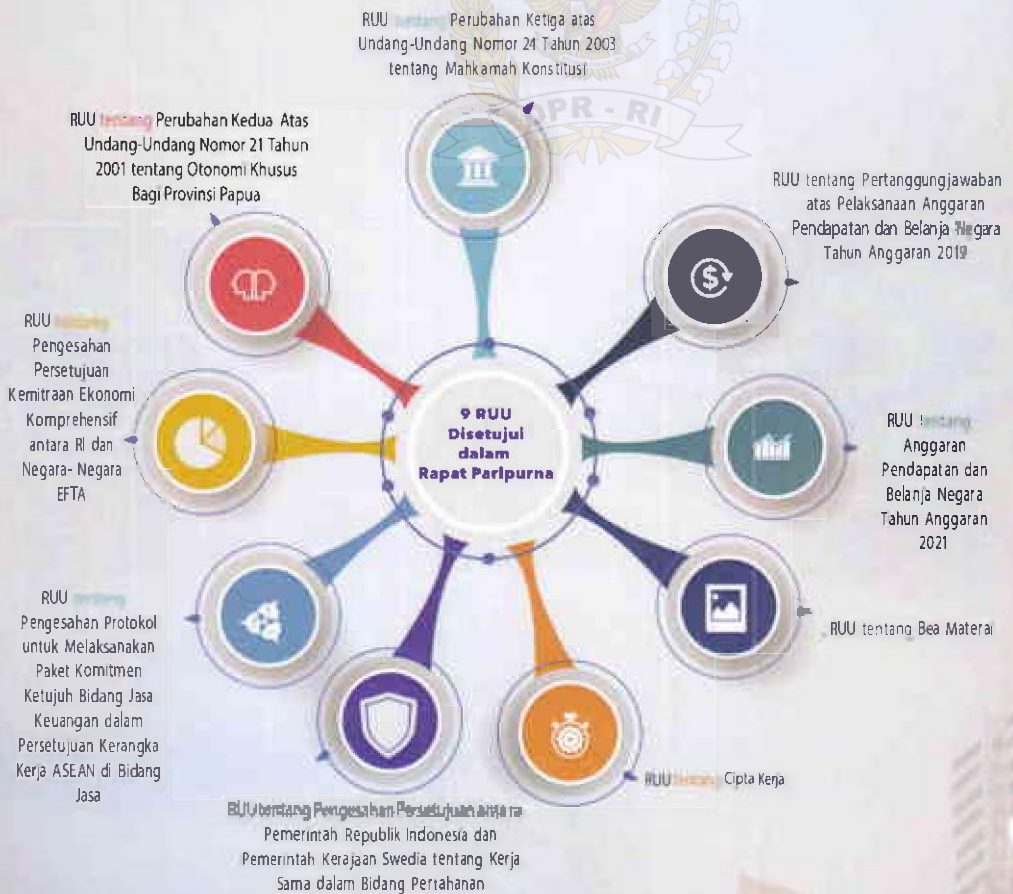 RUU tentang Perubahan Ketiga atas
Undang-Undang Nomor 24 Tahun 2003
tentang Mahkamah Konstitusi
DPR - RI
RUU tentang Perubahan Kedua Atas
Undang-Undang Nomor 21 Tahun
2001 tentang Otonomi Khusus
Bagi Provinsi Papua
RUU tentang Pertanggungjawaban
atas Pelaksanaan Anggaran
Pendapatan dan Belanja Negara
Tahun Anggaran 2019
RUU tentang
Pengesahan
Persetujuan
Kemitraan Ekonomi
Komprehensif
antara RI dan
Negara- Negara
EFTA
9 RUU
Disetujui
dalam
Rapat Paripurna
RUU tentang
Anggaran
Pendapatan dan
Belanja Negara
Tahun Anggaran
2021
RUU tentang
Pengesahan Protokol
untuk Melaksanakan
Paket Komitmen
Ketujuh Bidang Jasa
Keuangan dalam
Persetujuan Kerangka
Kerja ASEAN di Bidang
Jasa
RUU tentang Bea Materai
RUU tentang Cipta Kerja
RUU tentang Pengesahan Persetujuan antara
Pemerintah Republik Indonesia dan
Pemerintah Kerajaan Swedia tentang Kerja
Sama dalam Bidang Pertahanan